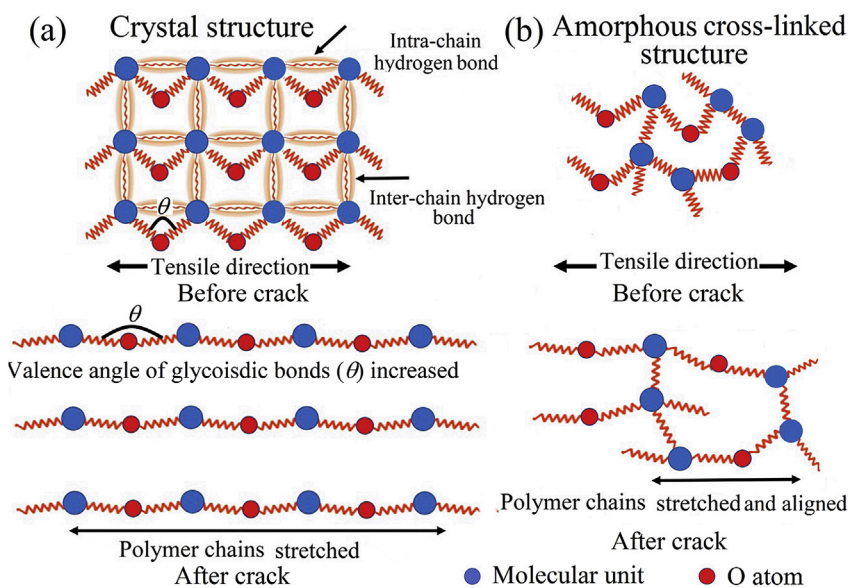 (a) Crystal structure
Intra-chain
hydrogen bond
Inter-chain hydrogen
bond
θ
Tensile direction
Before crack
θ
Valence angle of glycoisdic bonds (θ) increased
Polymer chains stretched
After crack
(b) Amorphous cross-linked
structure
Tensile direction
Before crack
Polymer chains stretched and aligned
After crack
Molecular unit
O atom